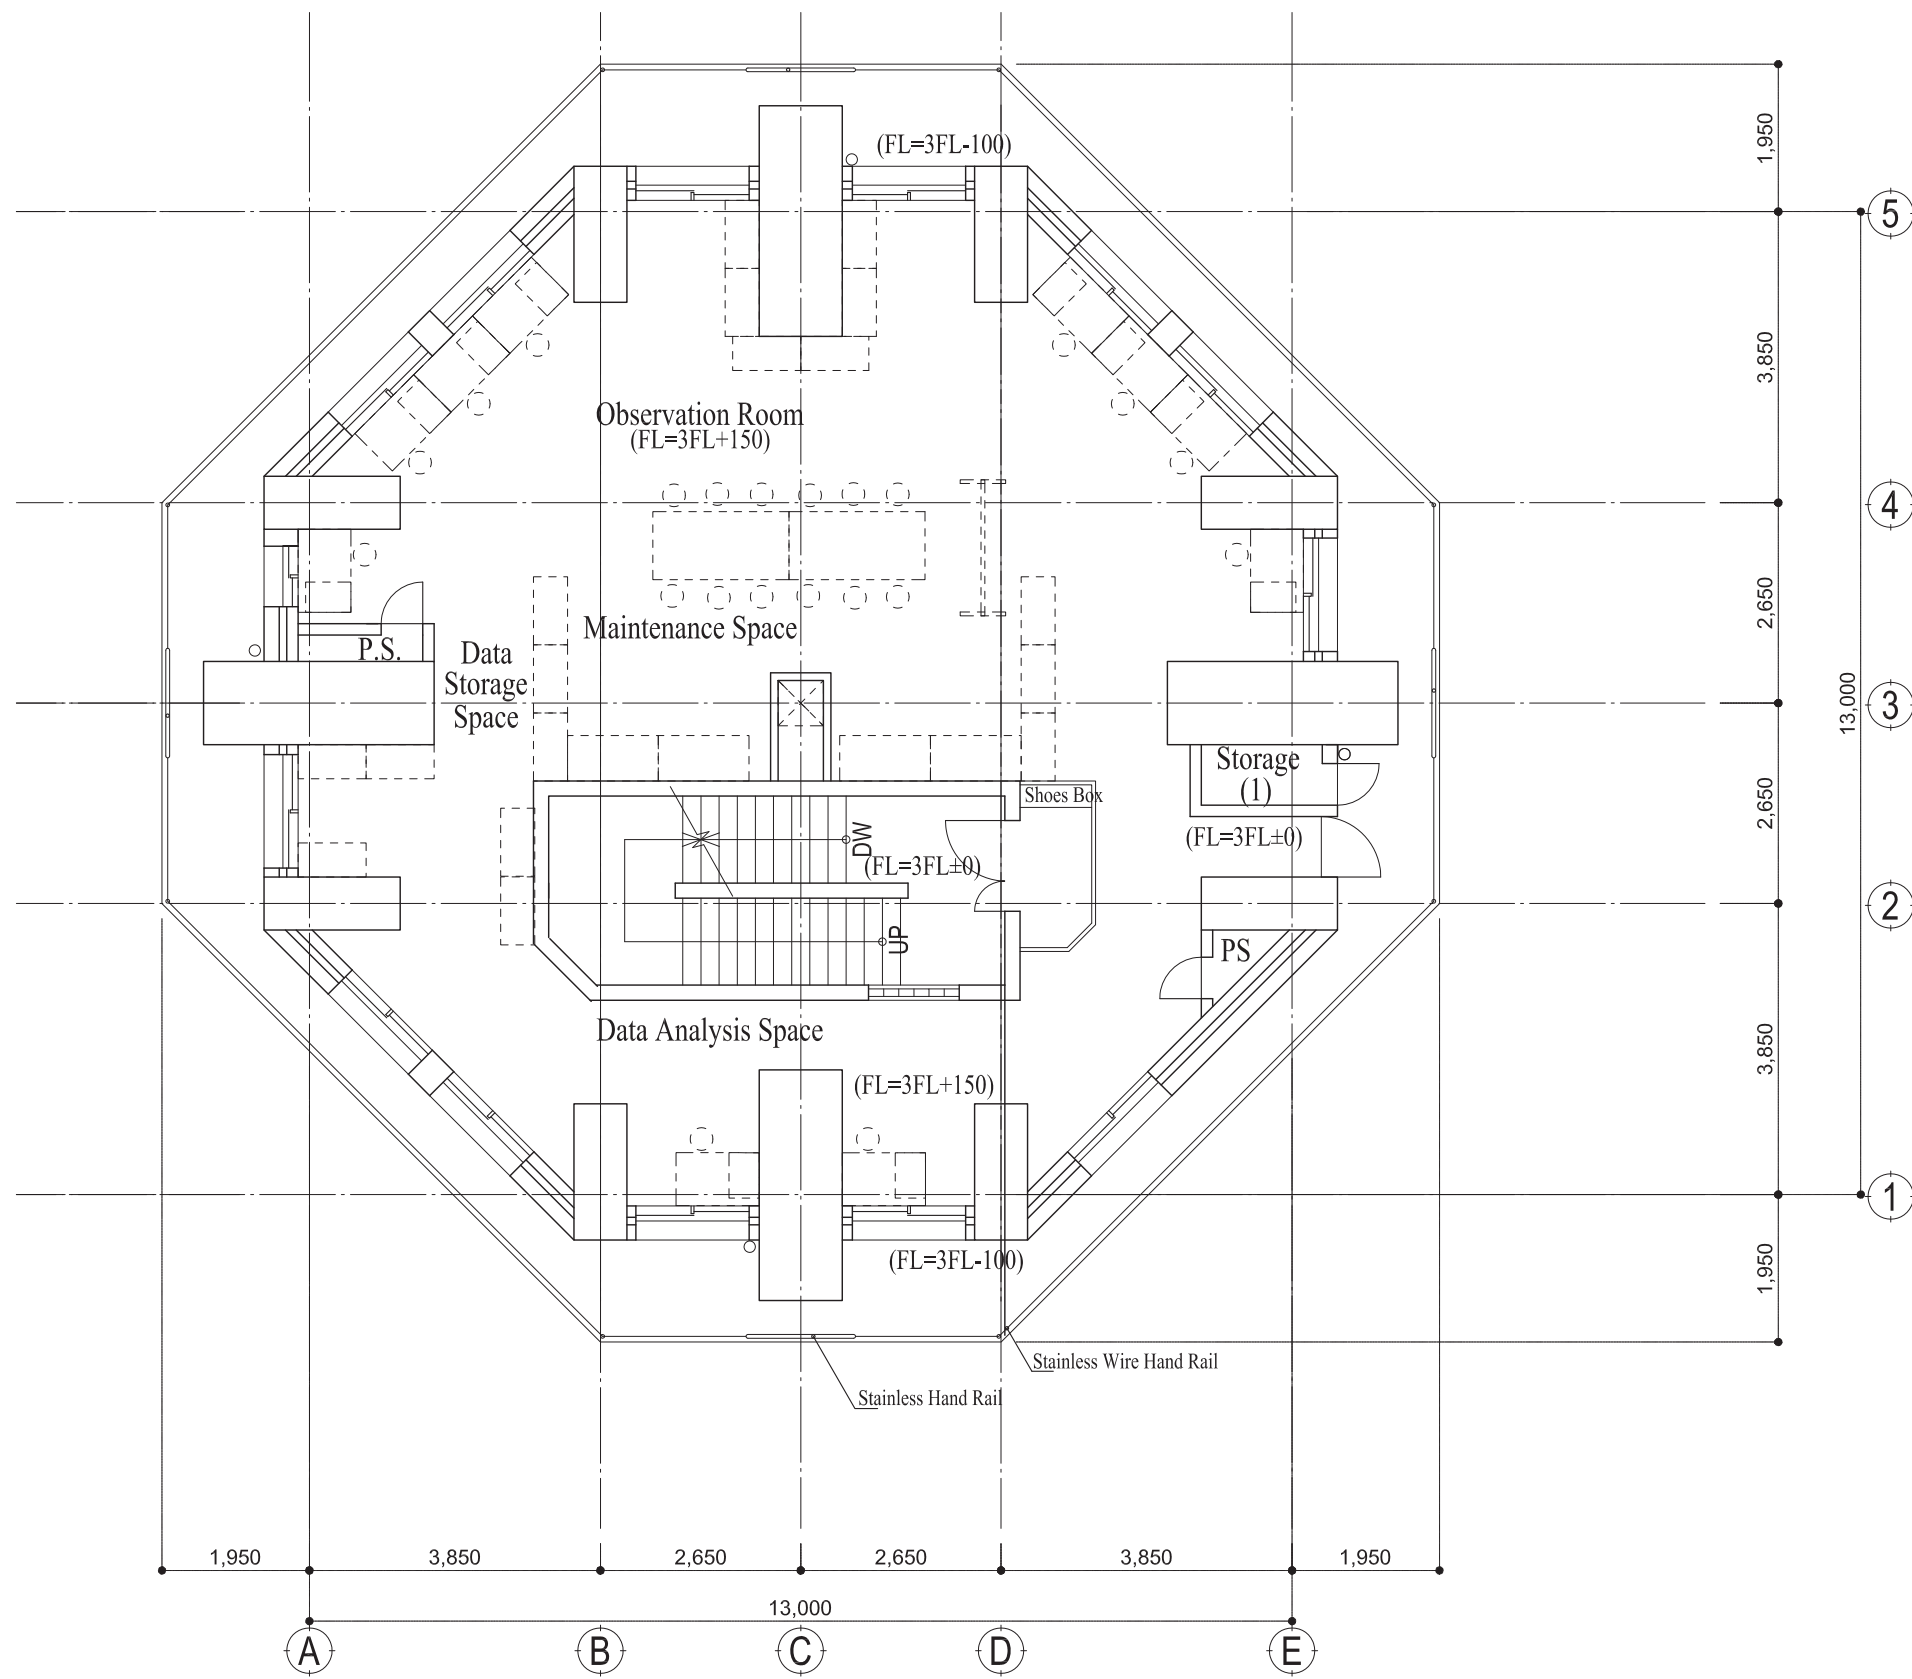 1,950
(FL=3FL-100)
5
3,850
Observation Room
(FL=3FL+150)
4
2,650
Maintenance Space
P.S.
Data
Storage
Space
13,000
3
Storage
(1)
2,650
Shoes Box
(FL=3FL±0)
DW
(FL=3FL±0)
2
UP
PS
Data Analysis Space
3,850
(FL=3FL+150)
1
(FL=3FL-100)
1,950
Stainless Wire Hand Rail
Stainless Hand Rail
1,950 3,850 2,650 2,650 3,850 1,950
13,000
A B C D E